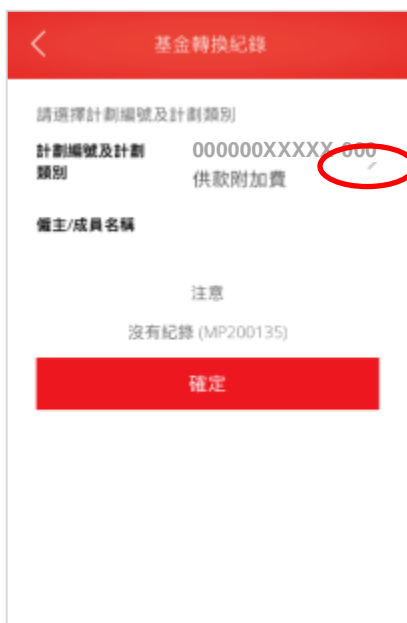 基金轉換紀錄
請選擇計劃編號及計劃類別
計劃編號及計劃類別
000000XXXXX-000
供款附加費
僱主/成員名稱
注意
沒有紀錄 (MP200135)
確定